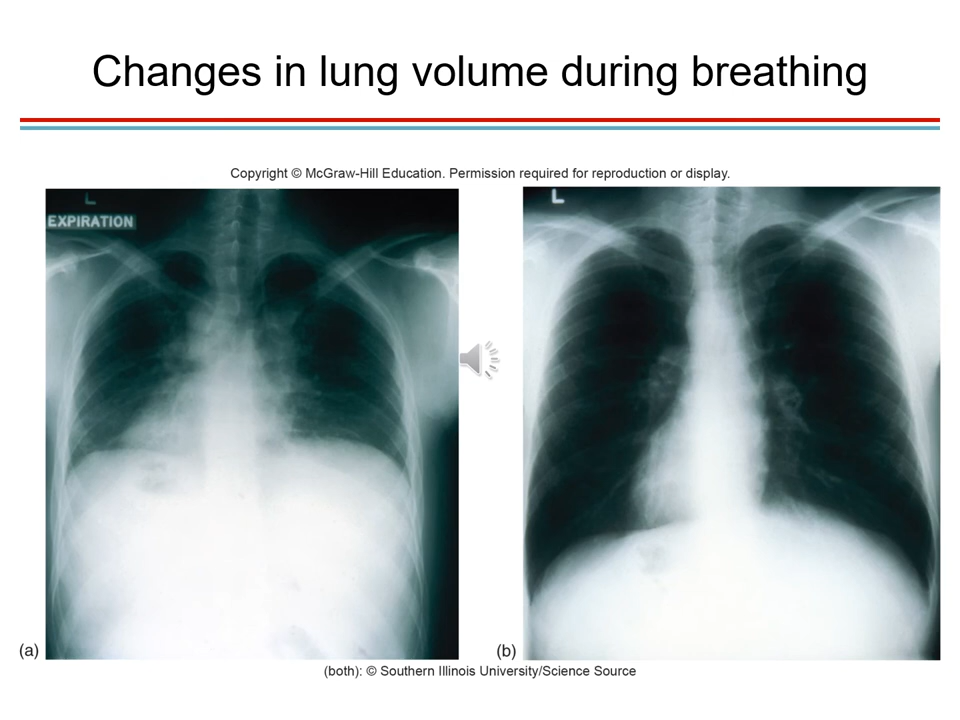 Changes in lung volume during breathing
Copyright © McGraw-Hill Education. Permission required for reproduction or display.
L
EXPIRATION
L
(a)
(b)
(both): © Southern Illinois University/Science Source